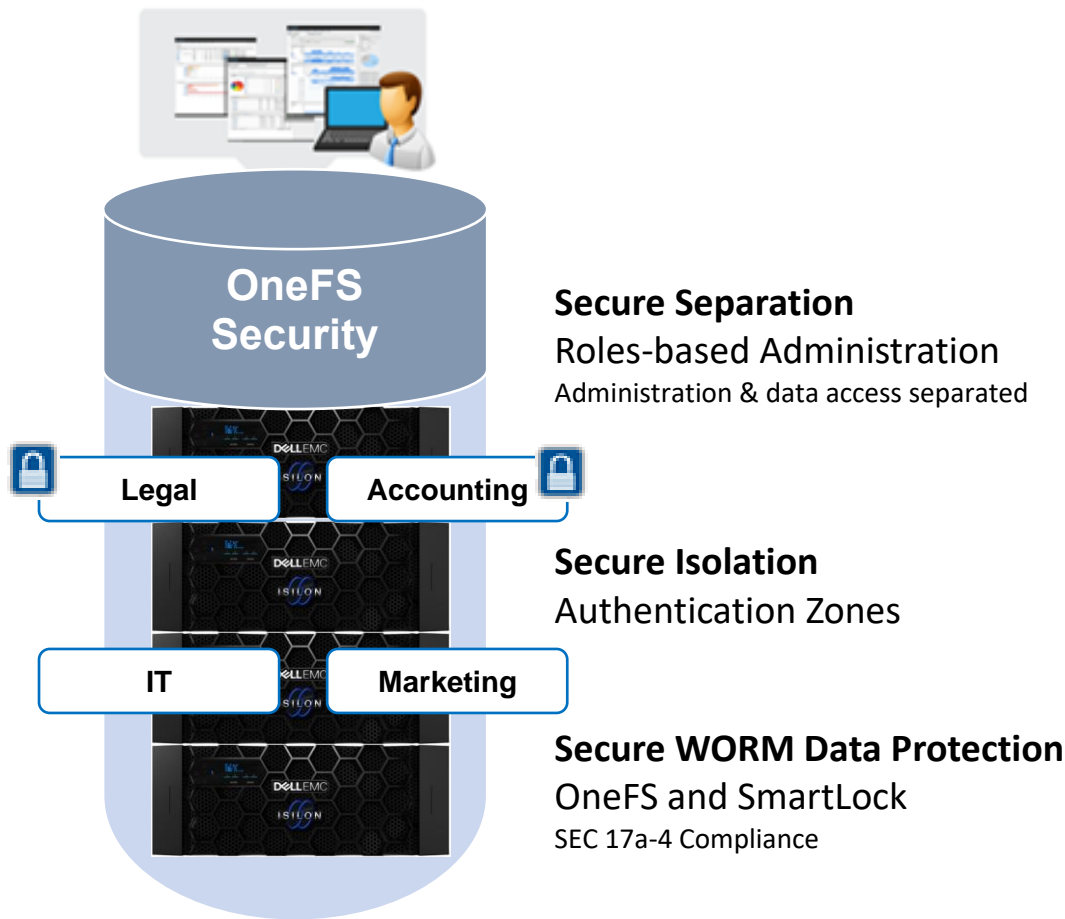 OneFS
Security
Secure Separation
Roles-based Administration
Administration & data access separated
DELLEMC
ISILON
Legal
Accounting
DELLEMC
ISILON
Secure Isolation
Authentication Zones
IT
Marketing
Secure WORM Data Protection
OneFS and SmartLock
SEC 17a-4 Compliance
DELLEMC
ISILON